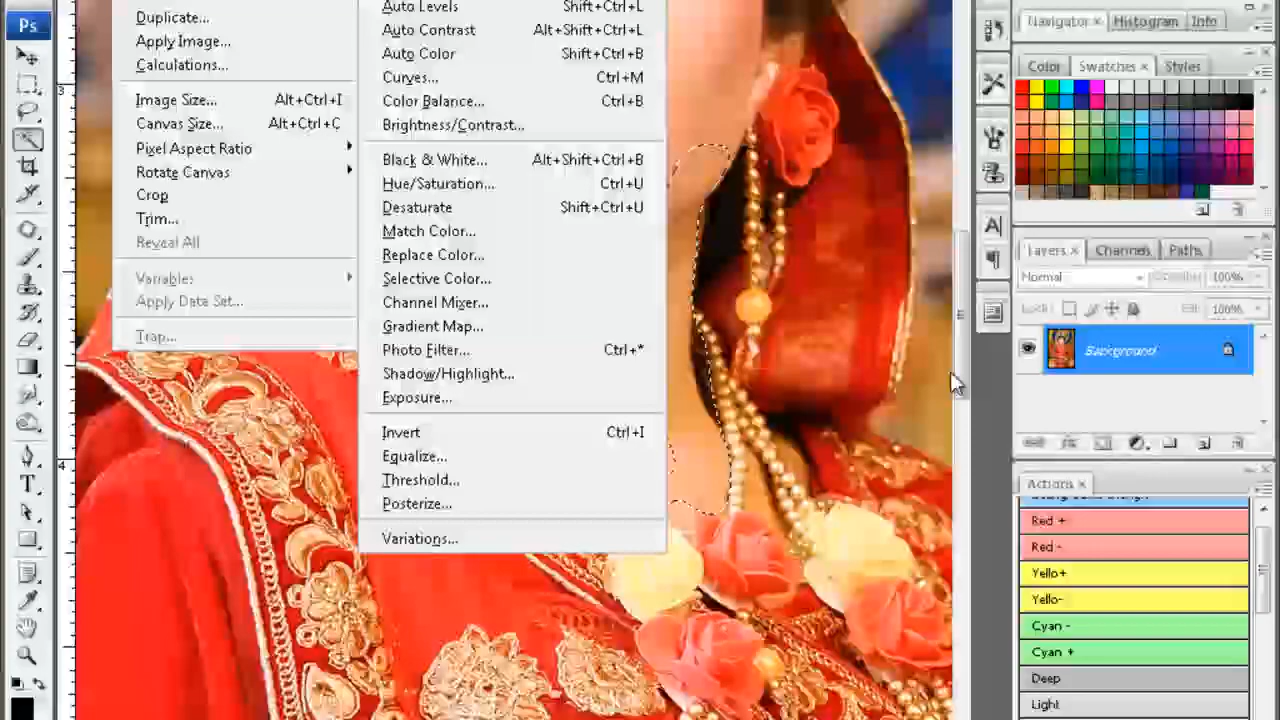 Ps
Duplicate...
Apply Image...
Calculations...
Image Size... Alt+Ctrl+I
Canvas Size... Alt+Ctrl+C
Pixel Aspect Ratio
Rotate Canvas
Crop
Trim...
Reveal All
Variables
Apply Data Set...
Trap...
Auto Levels Shift+Ctrl+L
Auto Contrast Alt+Shift+Ctrl+L
Auto Color Shift+Ctrl+B
Curves... Ctrl+M
Color Balance... Ctrl+B
Brightness/Contrast...
Black & White... Alt+Shift+Ctrl+B
Hue/Saturation... Ctrl+U
Desaturate Shift+Ctrl+U
Match Color...
Replace Color...
Selective Color...
Channel Mixer...
Gradient Map...
Photo Filter... Ctrl+*
Shadow/Highlight...
Exposure...
Invert Ctrl+I
Equalize...
Threshold...
Posterize...
Variations...
3
4
Navigator × Histogram Info
Color Swatches × Styles
Layers × Channels Paths
Normal Opacity: 100%
Lock: 100%
Background
Actions ×
Red +
Red -
Yello+
Yello-
Cyan -
Cyan +
Deep
Light